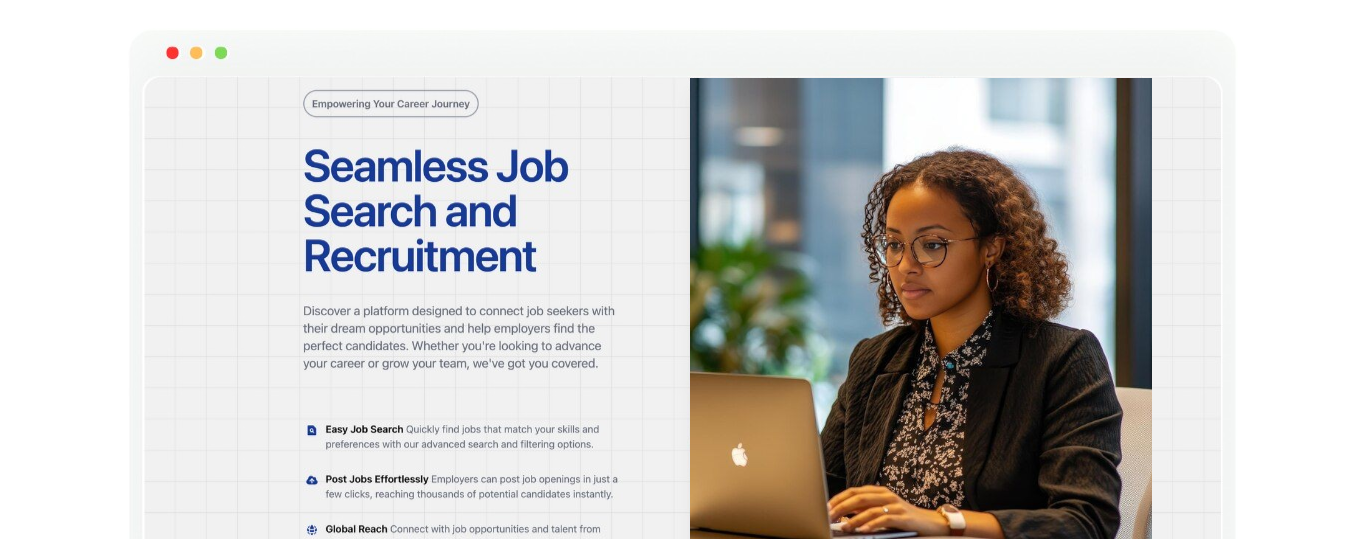 Empowering Your Career Journey
Seamless Job
Search and
Recruitment
Discover a platform designed to connect job seekers with
their dream opportunities and help employers find the
perfect candidates. Whether you're looking to advance
your career or grow your team, we've got you covered.
Easy Job Search Quickly find jobs that match your skills and
preferences with our advanced search and filtering options.
Post Jobs Effortlessly Employers can post job openings in just a
few clicks, reaching thousands of potential candidates instantly.
Global Reach Connect with job opportunities and talent from